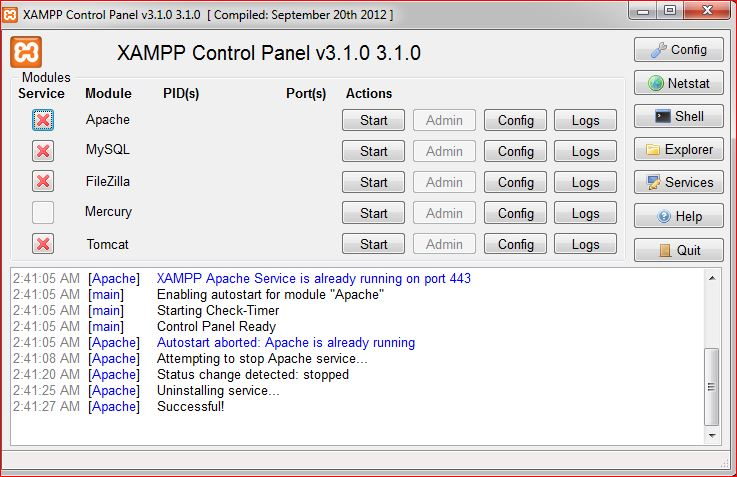 XAMPP Control Panel v3.1.0 3.1.0 [ Compiled: September 20th 2012 ]
XAMPP Control Panel v3.1.0 3.1.0
Config
Modules
Service Module PID(s) Port(s) Actions
Netstat
Apache Start Admin Config Logs
Shell
MySQL Start Admin Config Logs
Explorer
FileZilla Start Admin Config Logs
Services
Mercury Start Admin Config Logs
Help
Tomcat Start Admin Config Logs
Quit
2:41:05 AM [Apache] XAMPP Apache Service is already running on port 443
2:41:05 AM [main] Enabling autostart for module "Apache"
2:41:05 AM [main] Starting Check-Timer
2:41:05 AM [main] Control Panel Ready
2:41:05 AM [Apache] Autostart aborted: Apache is already running
2:41:08 AM [Apache] Attempting to stop Apache service...
2:41:20 AM [Apache] Status change detected: stopped
2:41:25 AM [Apache] Uninstalling service...
2:41:27 AM [Apache] Successful!